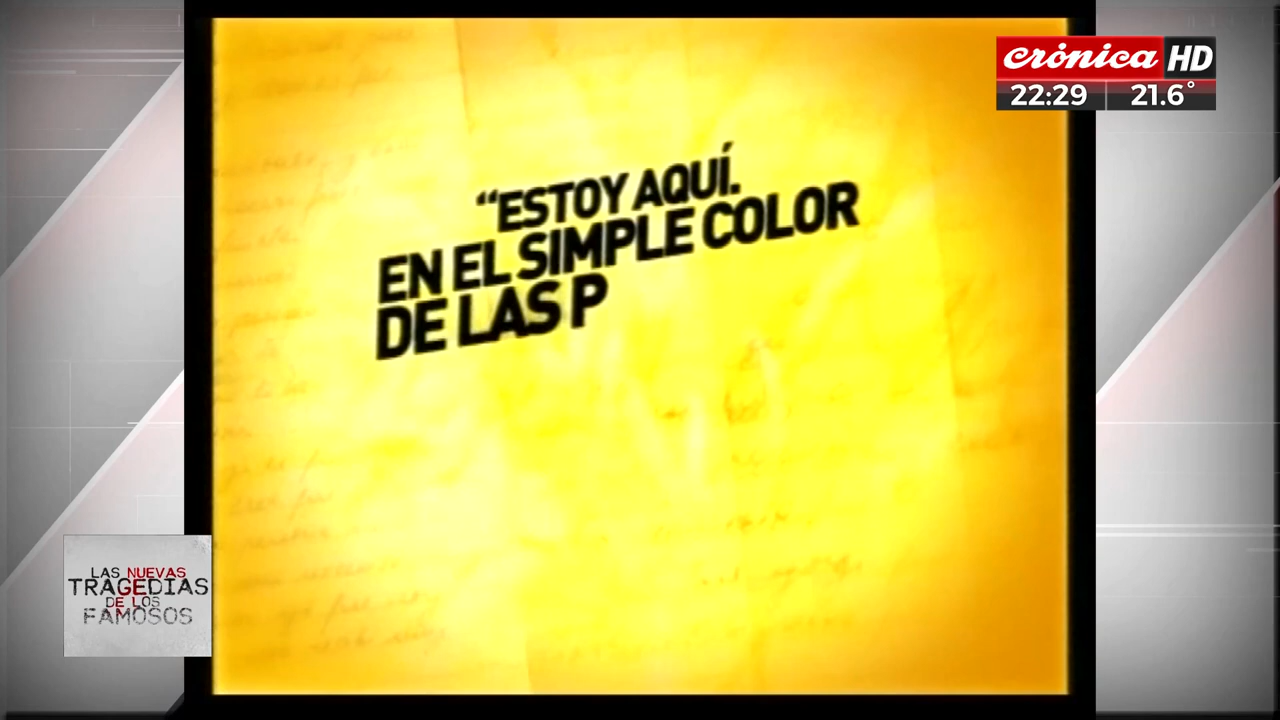 crónica HD
22:29 21.6°
“ESTOY AQUÍ.
EN EL SIMPLE COLOR
DE LAS P
LAS NUEVAS
TRAGEDIAS
DE LOS
FAMOSOS